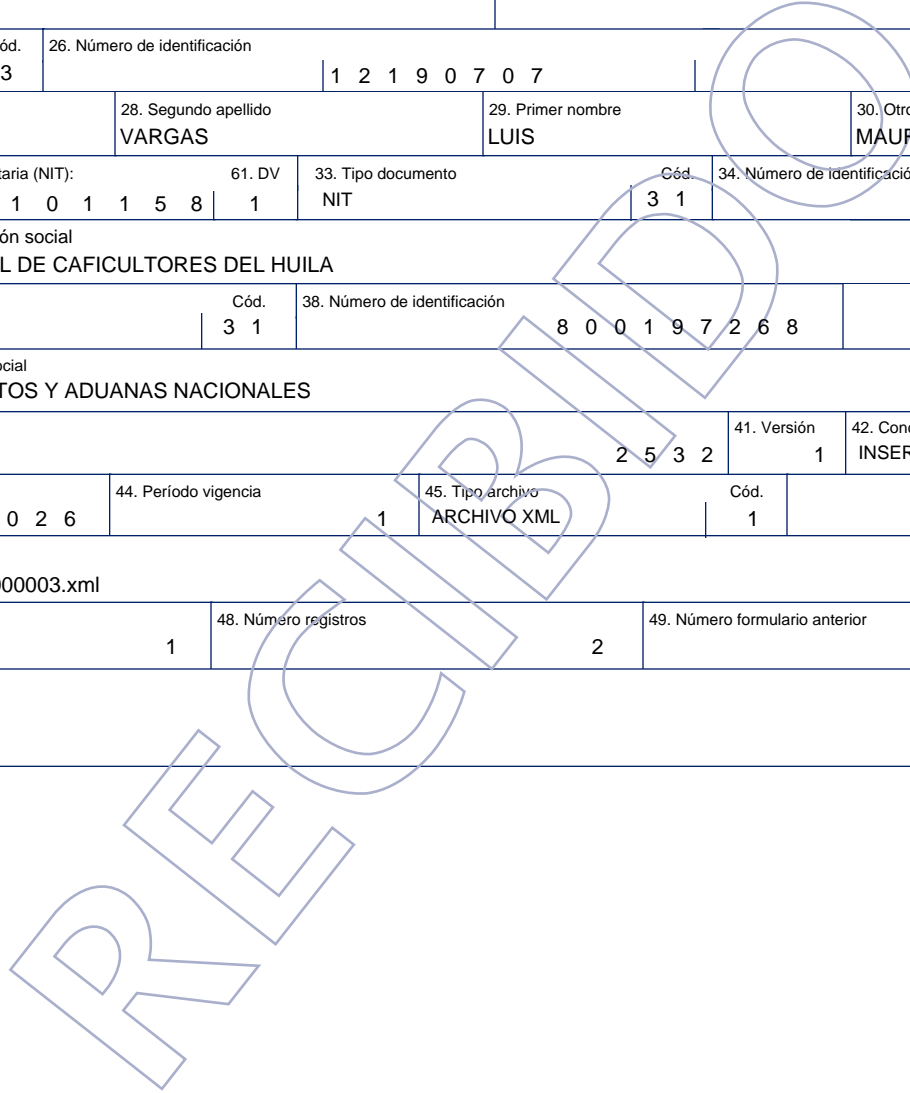 ód. 26. Número de identificación
3 1 2 1 9 0 7 0 7
28. Segundo apellido 29. Primer nombre 30. Otro
VARGAS LUIS MAUR
taria (NIT): 61. DV 33. Tipo documento Cód. 34. Número de identificació
1 0 1 1 5 8 1 NIT 3 1
ón social
L DE CAFICULTORES DEL HUILA
Cód. 38. Número de identificación
3 1 8 0 0 1 9 7 2 6 8
ocial
TOS Y ADUANAS NACIONALES
41. Versión 42. Conc
2 5 3 2 1 INSER
44. Período vigencia 45. Tipo archivo Cód.
0 2 6 1 ARCHIVO XML 1
000003.xml
48. Número registros 49. Número formulario anterior
1 2
RECIBIDO